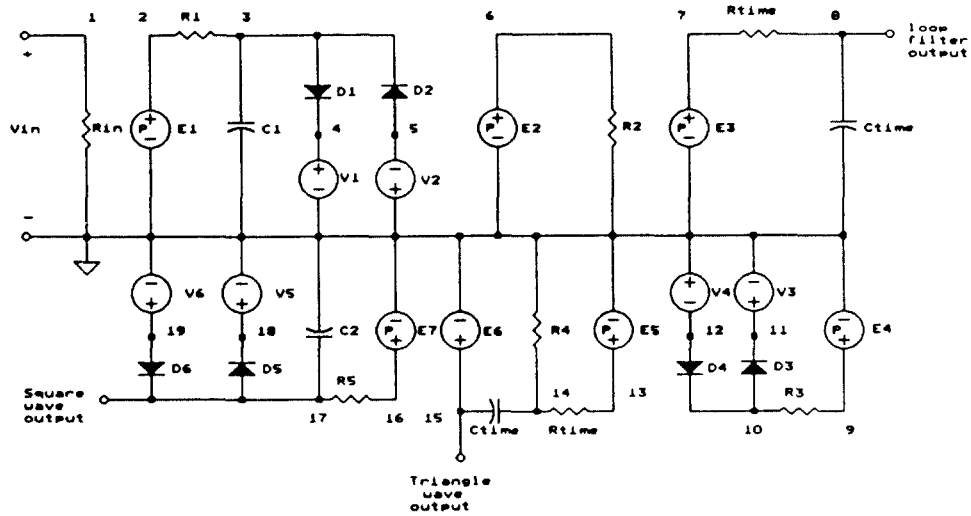 1 2 R1 3 6 7 Rtime 8
loop
filter
output
+
D1 D2
Vin Rin P + - E1 C1 4 5 P + - E2 R2 P + - E3 Ctime
+ - V1 - + V2
-
- + V6 - + V5 + - V4 - + V3
19 18 C2 P - + E7 - + E6 R4 P - + E5 12 11 P - + E4
D6 D5 D4 D3
R5 R3
Square
wave
output
17 16 15 14 13 10 9
Ctime Rtime
Triangle
wave
output